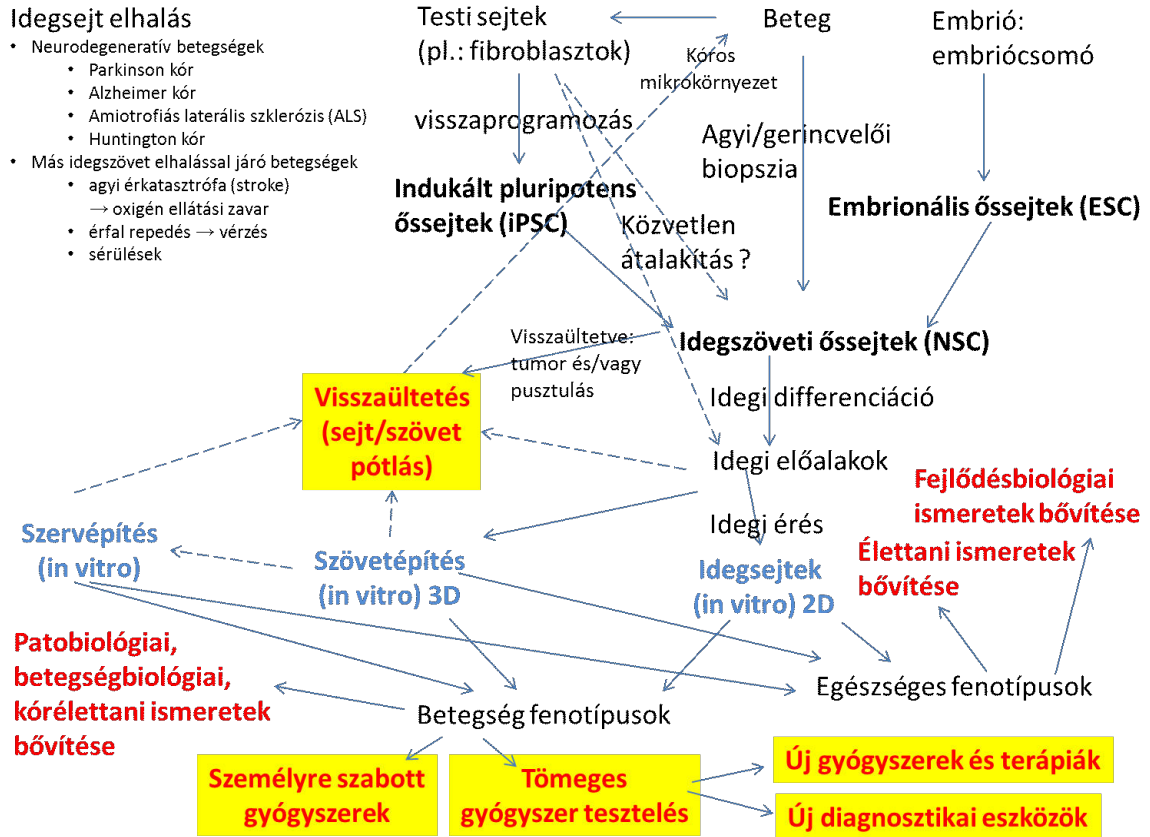 Idegsejt elhalás
• Neurodegeneratív betegségek
• Parkinson kór
• Alzheimer kór
• Amiotrofiás laterális szklerózis (ALS)
• Huntington kór
• Más idegszövet elhalással járó betegségek
• agyi érkatasztrófa (stroke)
→ oxigén ellátási zavar
• érfal repedés → vérzés
• sérülések
Testi sejtek
(pl.: fibroblasztok)
Beteg
Embrió:
embriócsomó
Kóros
mikrokörnyezet
visszaprogramozás
Agyi/gerincvelői
biopszia
Indukált pluripotens
őssejtek (iPSC)
Közvetlen
átalakítás ?
Embrionális őssejtek (ESC)
Visszaültetve:
tumor és/vagy
pusztulás
Idegszöveti őssejtek (NSC)
Visszaültetés
(sejt/szövet
pótlás)
Idegi differenciáció
Idegi előalakok
Fejlődésbiológiai
ismeretek bővítése
Szervépítés
(in vitro)
Szövetépítés
(in vitro) 3D
Idegi érés
Idegsejtek
(in vitro) 2D
Élettani ismeretek
bővítése
Patobiológiai,
betegségbiológiai,
kórélettani ismeretek
bővítése
Betegség fenotípusok
Egészséges fenotípusok
Személyre szabott
gyógyszerek
Tömeges
gyógyszer tesztelés
Új gyógyszerek és terápiák
Új diagnosztikai eszközök